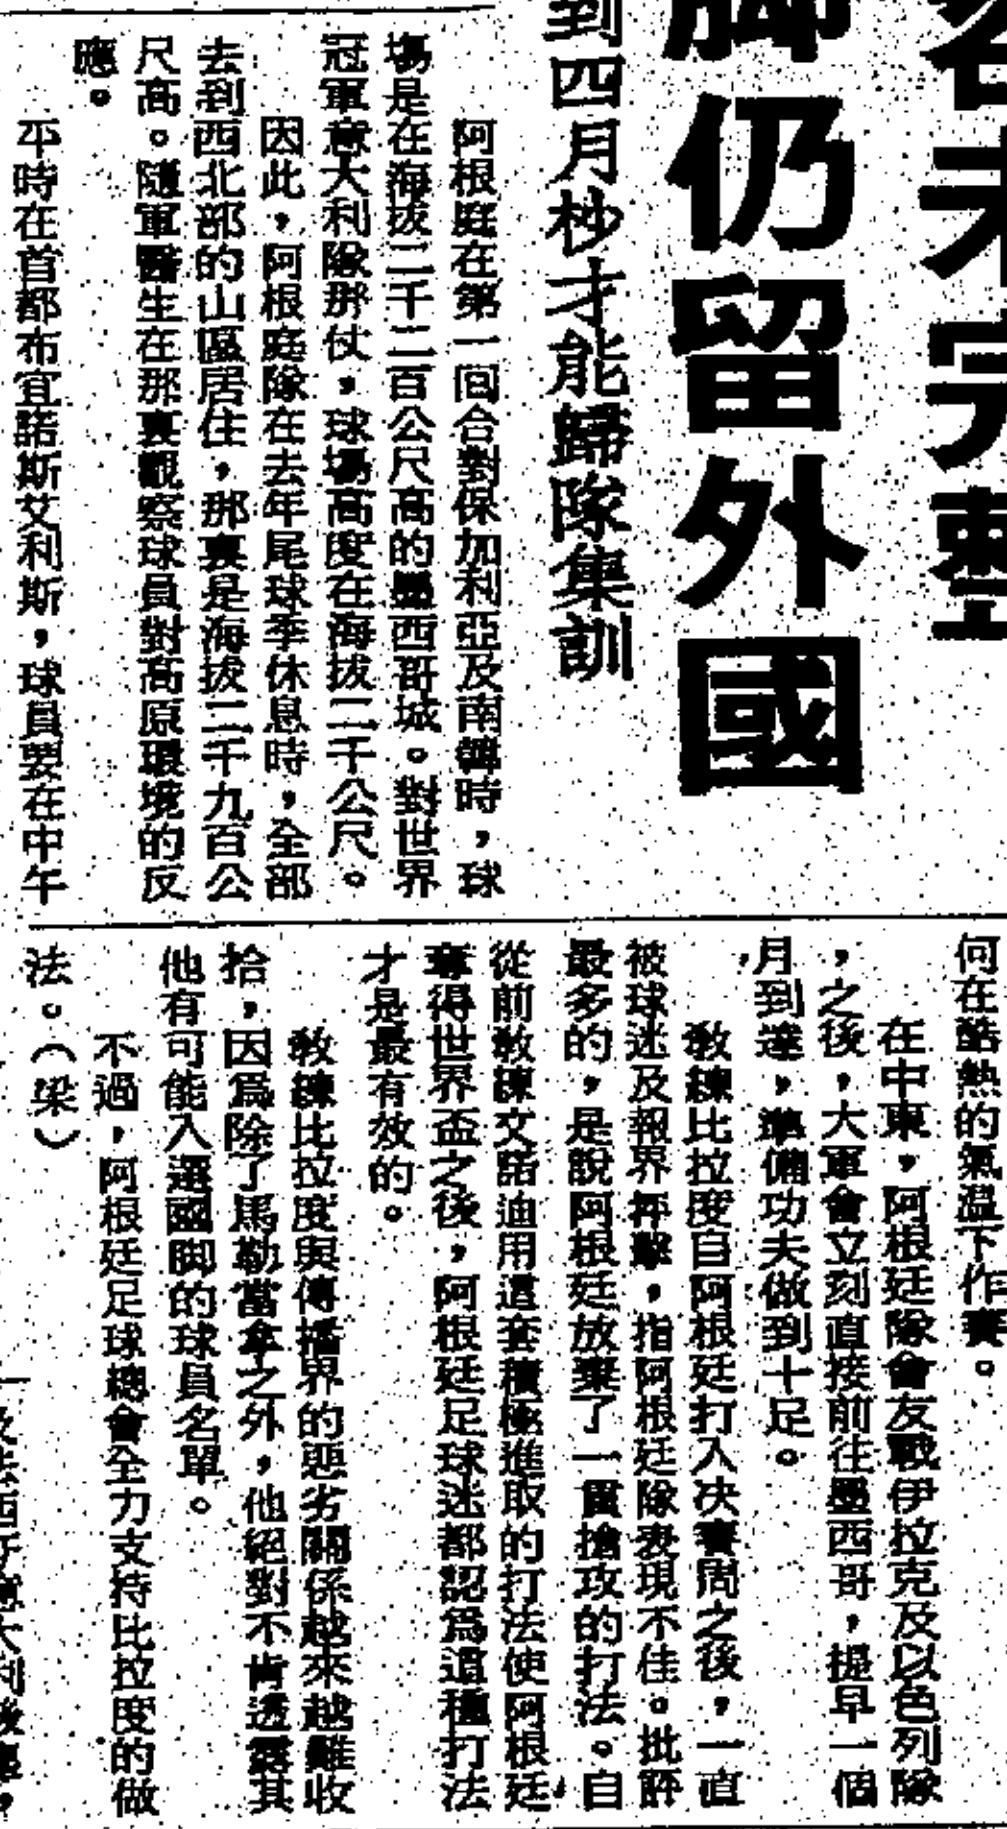 脚仍留外國
到四月杪才能歸隊集訓
阿根庭在第一回合對保加利亞及南韓時，球
場是在海拔二千二百公尺高的墨西哥城。對世界
冠軍意大利隊那仗，球場高度在海拔二千公尺。
因此，阿根庭隊在去年尾球季休息時，全部
去到西北部的山區居住，那裏是海拔二千九百公
尺高。隨軍醫生在那裏觀察球員對高原環境的反
應。
平時在首都布宜諾斯艾利斯，球員要在中午
何在酷熱的氣溫下作賽。
在中東，阿根廷隊會友戰伊拉克及以色列隊
，之後，大軍會立刻直接前往墨西哥，提早一個
月到達，準備功夫做到十足。
教練比拉度自阿根廷打入决賽周之後，一直
被球迷及報界抨擊，指阿根廷隊表現不佳。批評
最多的，是說阿根廷放棄了一貫搶攻的打法。自
從前教練文諾迪用這套積極進取的打法使阿根廷
奪得世界盃之後，阿根廷足球迷都認爲這種打法
才是最有效的。
教練比拉度與傳播界的惡劣關係越來越難收
拾，因爲除了馬勒當拿之外，他絕對不肯透露其
他有可能入選國脚的球員名單。
不過，阿根廷足球總會全力支持比拉度的做
法。（梁）